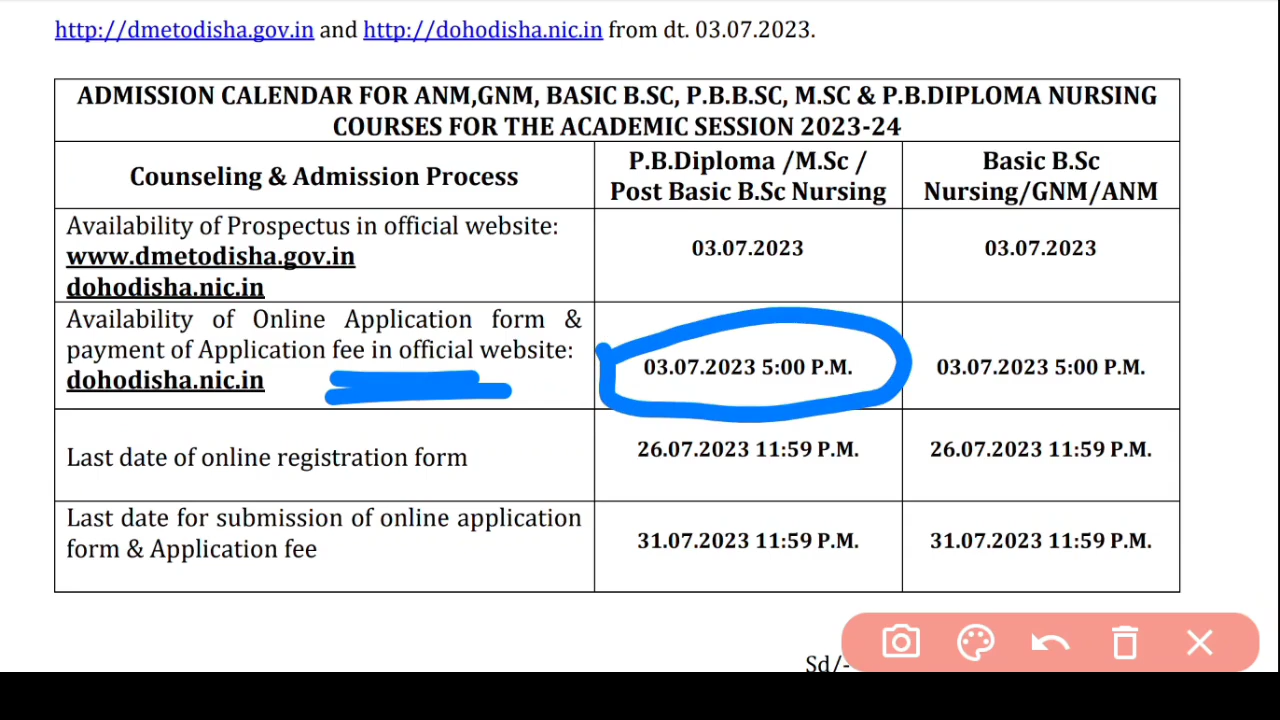 http://dmetodisha.gov.in and http://dohodisha.nic.in from dt. 03.07.2023.
ADMISSION CALENDAR FOR ANM,GNM, BASIC B.SC, P.B.B.SC, M.SC & P.B.DIPLOMA NURSING
COURSES FOR THE ACADEMIC SESSION 2023-24
Counseling & Admission Process
P.B.Diploma /M.Sc /
Post Basic B.Sc Nursing
Basic B.Sc
Nursing/GNM/ANM
Availability of Prospectus in official website:
www.dmetodisha.gov.in
dohodisha.nic.in
03.07.2023
03.07.2023
Availability of Online Application form &
payment of Application fee in official website:
dohodisha.nic.in
03.07.2023 5:00 P.M.
03.07.2023 5:00 P.M.
Last date of online registration form
26.07.2023 11:59 P.M.
26.07.2023 11:59 P.M.
Last date for submission of online application
form & Application fee
31.07.2023 11:59 P.M.
31.07.2023 11:59 P.M.
Sd/-